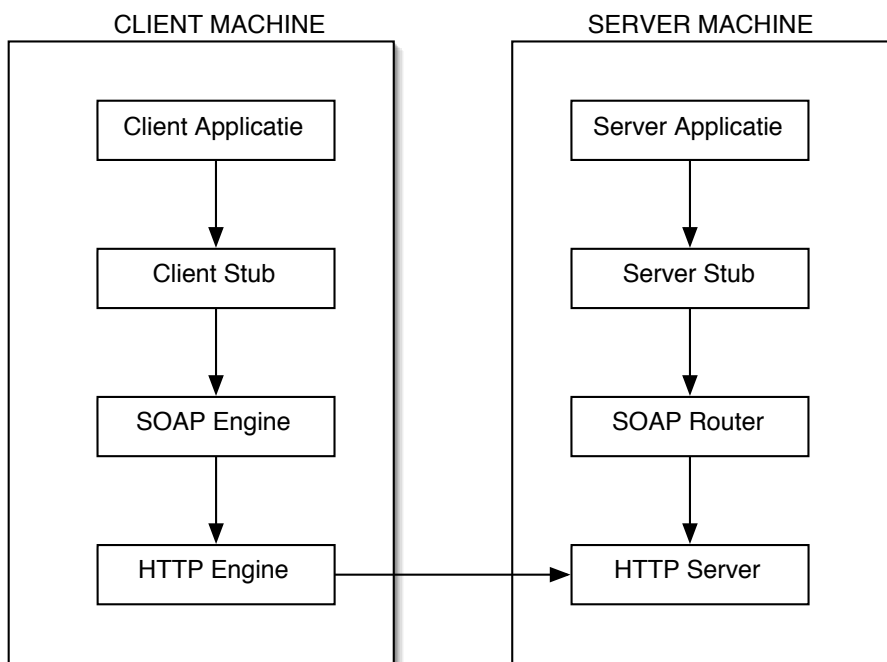 CLIENT MACHINE
Client Applicatie
Client Stub
SOAP Engine
HTTP Engine
SERVER MACHINE
Server Applicatie
Server Stub
SOAP Router
HTTP Server